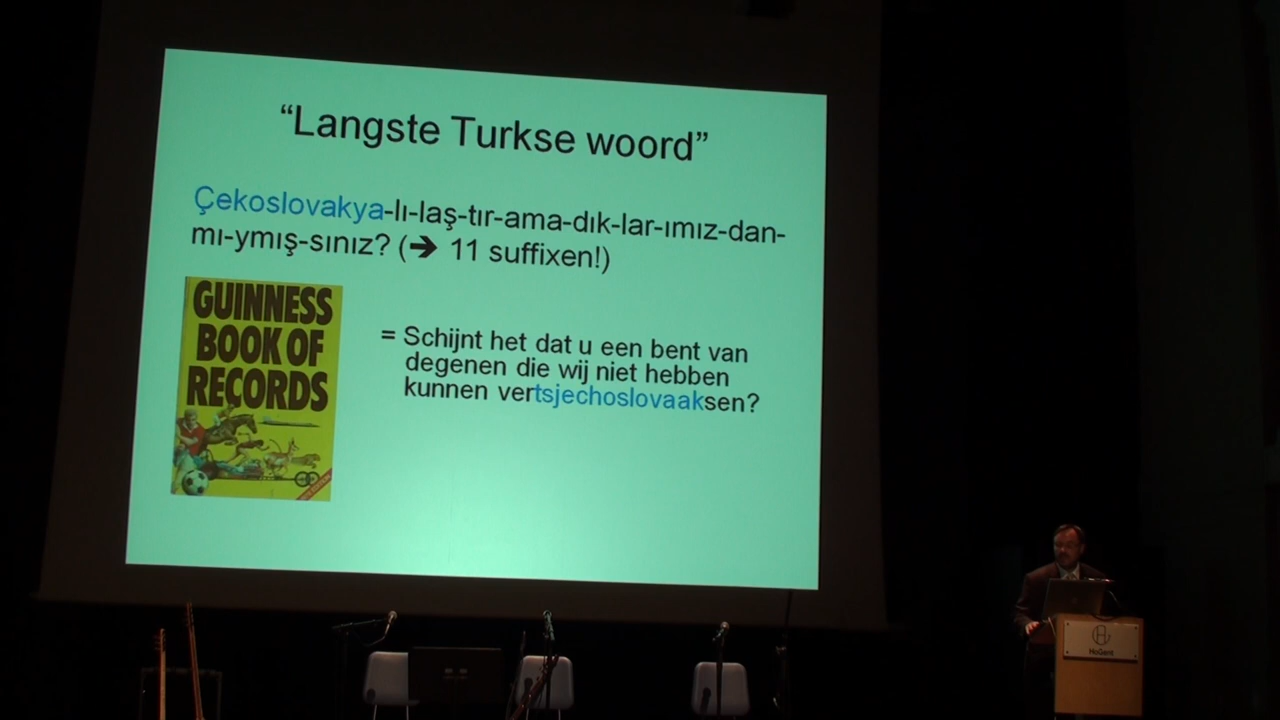 “Langste Turkse woord”
Çekoslovakya-lı-laş-tır-ama-dık-lar-ımız-dan-
mı-ymış-sınız? (➔ 11 suffixen!)
GUINNESS
BOOK OF
RECORDS
= Schijnt het dat u een bent van
degenen die wij niet hebben
kunnen vertsjechoslovaaksen?
HoGent